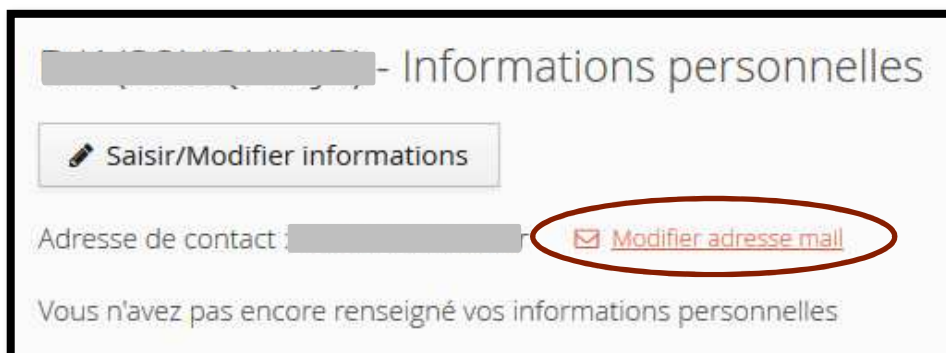 - Informations personnelles
Saisir/Modifier informations
Adresse de contact : Modifier adresse mail
Vous n'avez pas encore renseigné vos informations personnelles